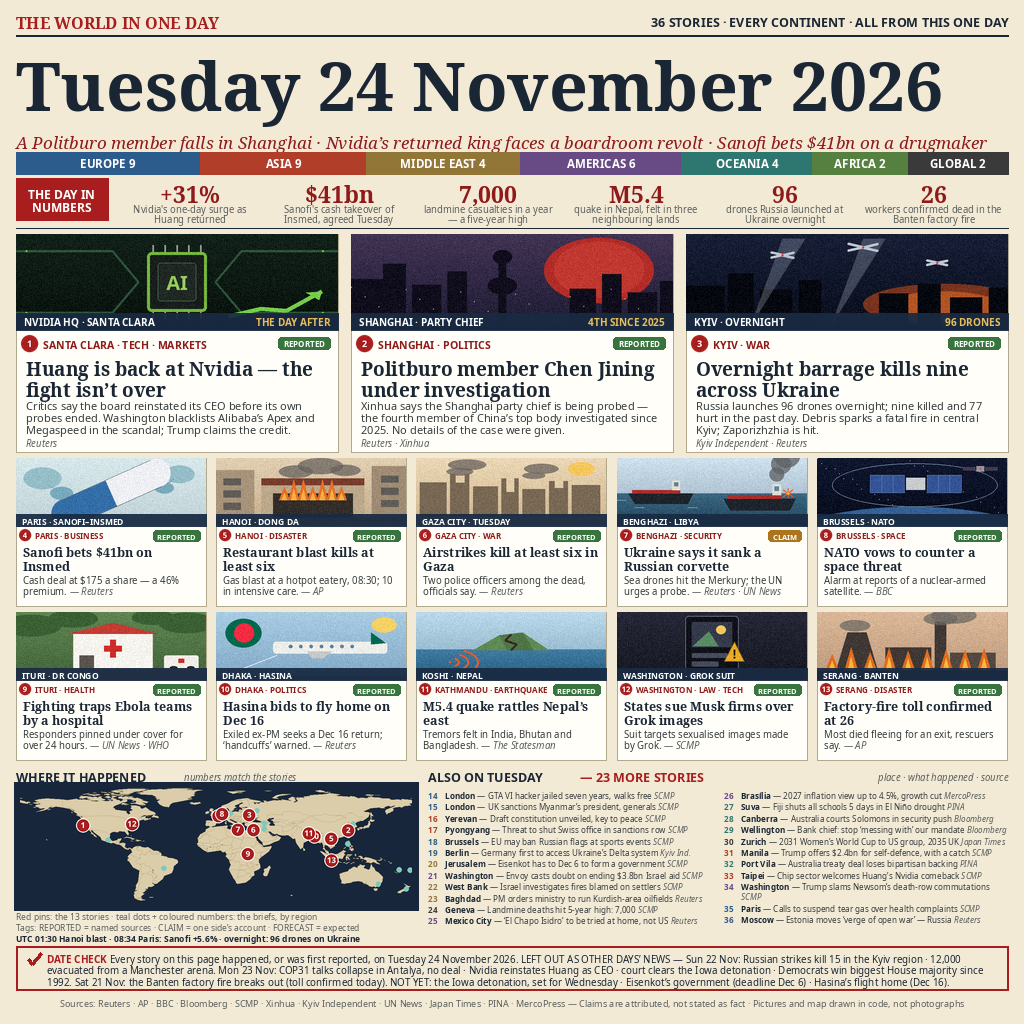 THE WORLD IN ONE DAY
36 STORIES · EVERY CONTINENT · ALL FROM THIS ONE DAY
Tuesday 24 November 2026
A Politburo member falls in Shanghai · Nvidia’s returned king faces a boardroom revolt · Sanofi bets $41bn on a drugmaker
EUROPE 9
ASIA 9
MIDDLE EAST 4
AMERICAS 6
OCEANIA 4
AFRICA 2
GLOBAL 2
THE DAY IN
NUMBERS
+31%
Nvidia's one-day surge as
Huang returned
$41bn
Sanofi's cash takeover of
Insmed, agreed Tuesday
7,000
landmine casualties in a year
— a five-year high
M5.4
quake in Nepal, felt in three
neighbouring lands
96
drones Russia launched at
Ukraine overnight
26
workers confirmed dead in the
Banten factory fire
AI
NVIDIA HQ · SANTA CLARA
THE DAY AFTER
1 SANTA CLARA · TECH · MARKETS
REPORTED
Huang is back at Nvidia — the
fight isn’t over
Critics say the board reinstated its CEO before its own
probes ended. Washington blacklists Alibaba’s Apex and
Megaspeed in the scandal; Trump claims the credit.
Reuters
SHANGHAI · PARTY CHIEF
4TH SINCE 2025
2 SHANGHAI · POLITICS
REPORTED
Politburo member Chen Jining
under investigation
Xinhua says the Shanghai party chief is being probed —
the fourth member of China’s top body investigated since
2025. No details of the case were given.
Reuters · Xinhua
KYIV · OVERNIGHT
96 DRONES
3 KYIV · WAR
REPORTED
Overnight barrage kills nine
across Ukraine
Russia launches 96 drones overnight; nine killed and 77
hurt in the past day. Debris sparks a fatal fire in central
Kyiv; Zaporizhzhia is hit.
Kyiv Independent · Reuters
PARIS · SANOFI–INSMED
4 PARIS · BUSINESS
REPORTED
Sanofi bets $41bn on
Insmed
Cash deal at $175 a share — a 46%
premium. — Reuters
HANOI · DONG DA
5 HANOI · DISASTER
REPORTED
Restaurant blast kills at
least six
Gas blast at a hotpot eatery, 08:30; 10
in intensive care. — AP
GAZA CITY · TUESDAY
6 GAZA CITY · WAR
REPORTED
Airstrikes kill at least six in
Gaza
Two police officers among the dead,
officials say. — Reuters
BENGHAZI · LIBYA
7 BENGHAZI · SECURITY
CLAIM
Ukraine says it sank a
Russian corvette
Sea drones hit the Merkury; the UN
urges a probe. — Reuters · UN News
BRUSSELS · NATO
8 BRUSSELS · SPACE
REPORTED
NATO vows to counter a
space threat
Alarm at reports of a nuclear-armed
satellite. — BBC
ITURI · DR CONGO
9 ITURI · HEALTH
REPORTED
Fighting traps Ebola teams
by a hospital
Responders pinned under cover for
over 24 hours. — UN News · WHO
DHAKA · HASINA
10 DHAKA · POLITICS
REPORTED
Hasina bids to fly home on
Dec 16
Exiled ex-PM seeks a Dec 16 return;
‘handcuffs’ warned. — Reuters
KOSHI · NEPAL
11 KATHMANDU · EARTHQUAKE
REPORTED
M5.4 quake rattles Nepal’s
east
Tremors felt in India, Bhutan and
Bangladesh. — The Statesman
!
WASHINGTON · GROK SUIT
12 WASHINGTON · LAW · TECH
REPORTED
States sue Musk firms over
Grok images
Suit targets sexualised images made
by Grok. — SCMP
SERANG · BANTEN
13 SERANG · DISASTER
REPORTED
Factory-fire toll confirmed
at 26
Most died fleeing for an exit, rescuers
say. — AP
WHERE IT HAPPENED
numbers match the stories
1
12
8
3
7
6
9
11
5
2
13
Red pins: the 13 stories · teal dots + coloured numbers: the briefs, by region
Tags: REPORTED = named sources · CLAIM = one side's account · FORECAST = expected
UTC 01:30 Hanoi blast · 08:34 Paris: Sanofi +5.6% · overnight: 96 drones on Ukraine
ALSO ON TUESDAY
— 23 MORE STORIES
place · what happened · source
14 London — GTA VI hacker jailed seven years, walks free SCMP
15 London — UK sanctions Myanmar’s president, generals SCMP
16 Yerevan — Draft constitution unveiled, key to peace SCMP
17 Pyongyang — Threat to shut Swiss office in sanctions row SCMP
18 Brussels — EU may ban Russian flags at sports events SCMP
19 Berlin — Germany first to access Ukraine's Delta system Kyiv Ind.
20 Jerusalem — Eisenkot has to Dec 6 to form a government SCMP
21 Washington — Envoy casts doubt on ending $3.8bn Israel aid SCMP
22 West Bank — Israel investigates fires blamed on settlers SCMP
23 Baghdad — PM orders ministry to run Kurdish-area oilfields Reuters
24 Geneva — Landmine deaths hit 5-year high: 7,000 SCMP
25 Mexico City — ‘El Chapo Isidro’ to be tried at home, not US Reuters
26 Brasília — 2027 inflation view up to 4.5%, growth cut MercoPress
27 Suva — Fiji shuts all schools 5 days in El Niño drought PINA
28 Canberra — Australia courts Solomons in security push Bloomberg
29 Wellington — Bank chief: stop ‘messing with’ our mandate Bloomberg
30 Zurich — 2031 Women's World Cup to US group, 2035 UK Japan Times
31 Manila — Trump offers $2.4bn for self-defence, with a catch SCMP
32 Port Vila — Australia treaty deal loses bipartisan backing PINA
33 Taipei — Chip sector welcomes Huang's Nvidia comeback SCMP
34 Washington — Trump slams Newsom’s death-row commutations
SCMP
35 Paris — Calls to suspend tear gas over health complaints SCMP
36 Moscow — Estonia moves ‘verge of open war’ — Russia Reuters
DATE CHECK Every story on this page happened, or was first reported, on Tuesday 24 November 2026. LEFT OUT AS OTHER DAYS’ NEWS — Sun 22 Nov: Russian strikes kill 15 in the Kyiv region · 12,000
evacuated from a Manchester arena. Mon 23 Nov: COP31 talks collapse in Antalya, no deal · Nvidia reinstates Huang as CEO · court clears the Iowa detonation · Democrats win biggest House majority since
1992. Sat 21 Nov: the Banten factory fire breaks out (toll confirmed today). NOT YET: the Iowa detonation, set for Wednesday · Eisenkot’s government (deadline Dec 6) · Hasina’s flight home (Dec 16).
Sources: Reuters · AP · BBC · Bloomberg · SCMP · Xinhua · Kyiv Independent · UN News · Japan Times · PINA · MercoPress — Claims are attributed, not stated as fact · Pictures and map drawn in code, not photographs